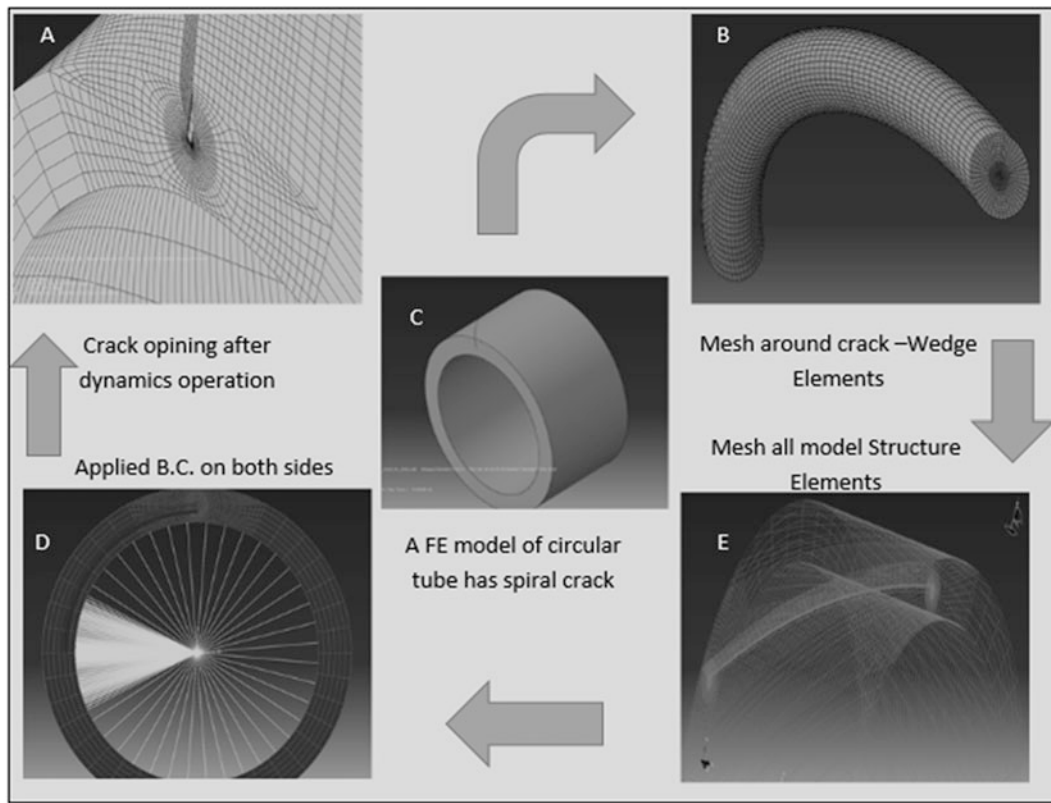 A
B
C
Crack opining after
dynamics operation
Mesh around crack –Wedge
Elements
Applied B.C. on both sides
Mesh all model Structure
Elements
D
A FE model of circular
tube has spiral crack
E